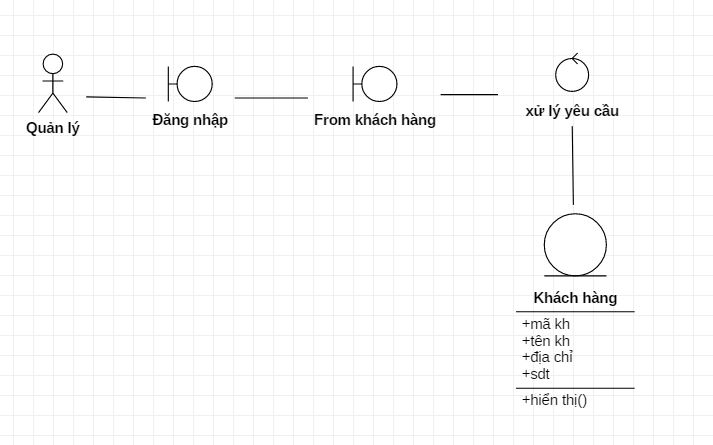 Quản lý
Đăng nhập
From khách hàng
xử lý yêu cầu
Khách hàng
+mã kh
+tên kh
+địa chỉ
+sdt
+hiển thị()